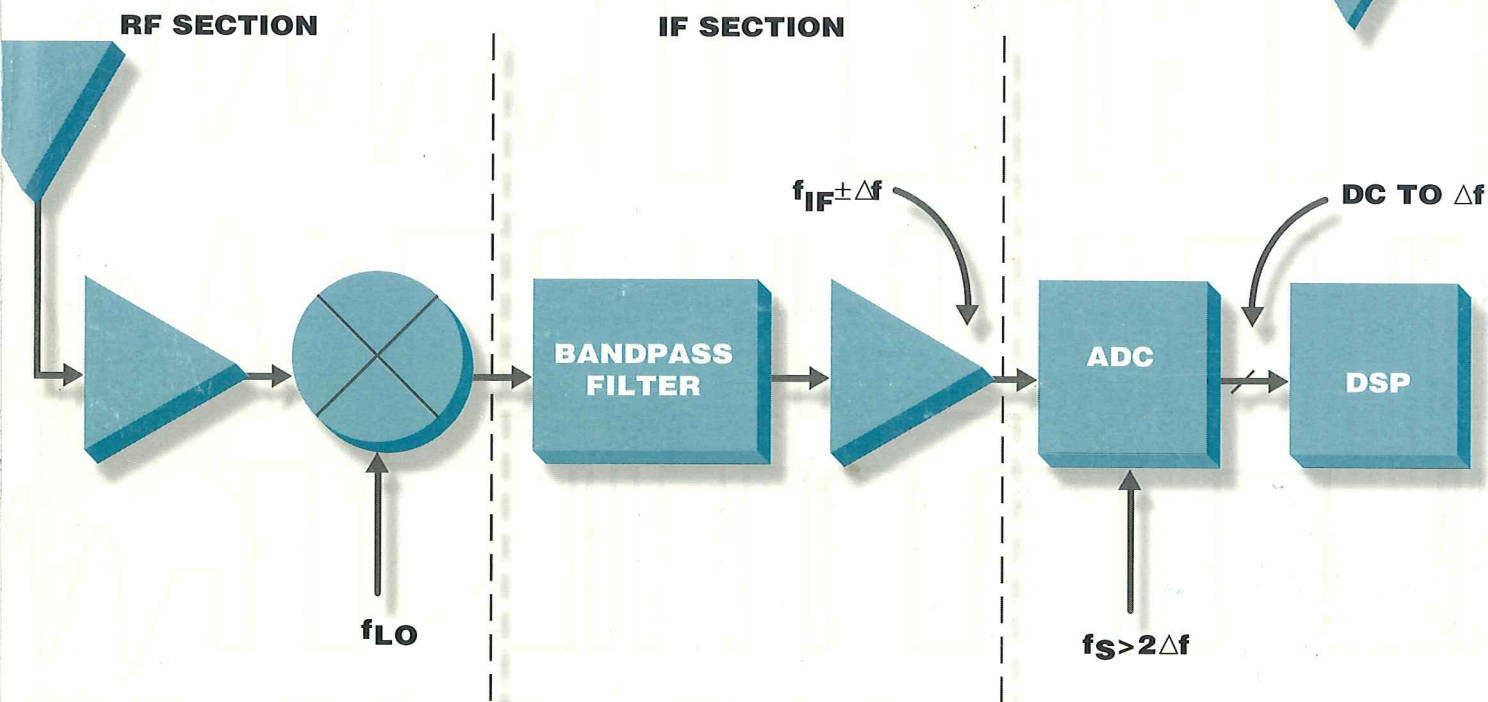 RF SECTION
IF SECTION
fIF±Δf
DC TO Δf
BANDPASS
FILTER
ADC
DSP
fLO
fS>2Δf